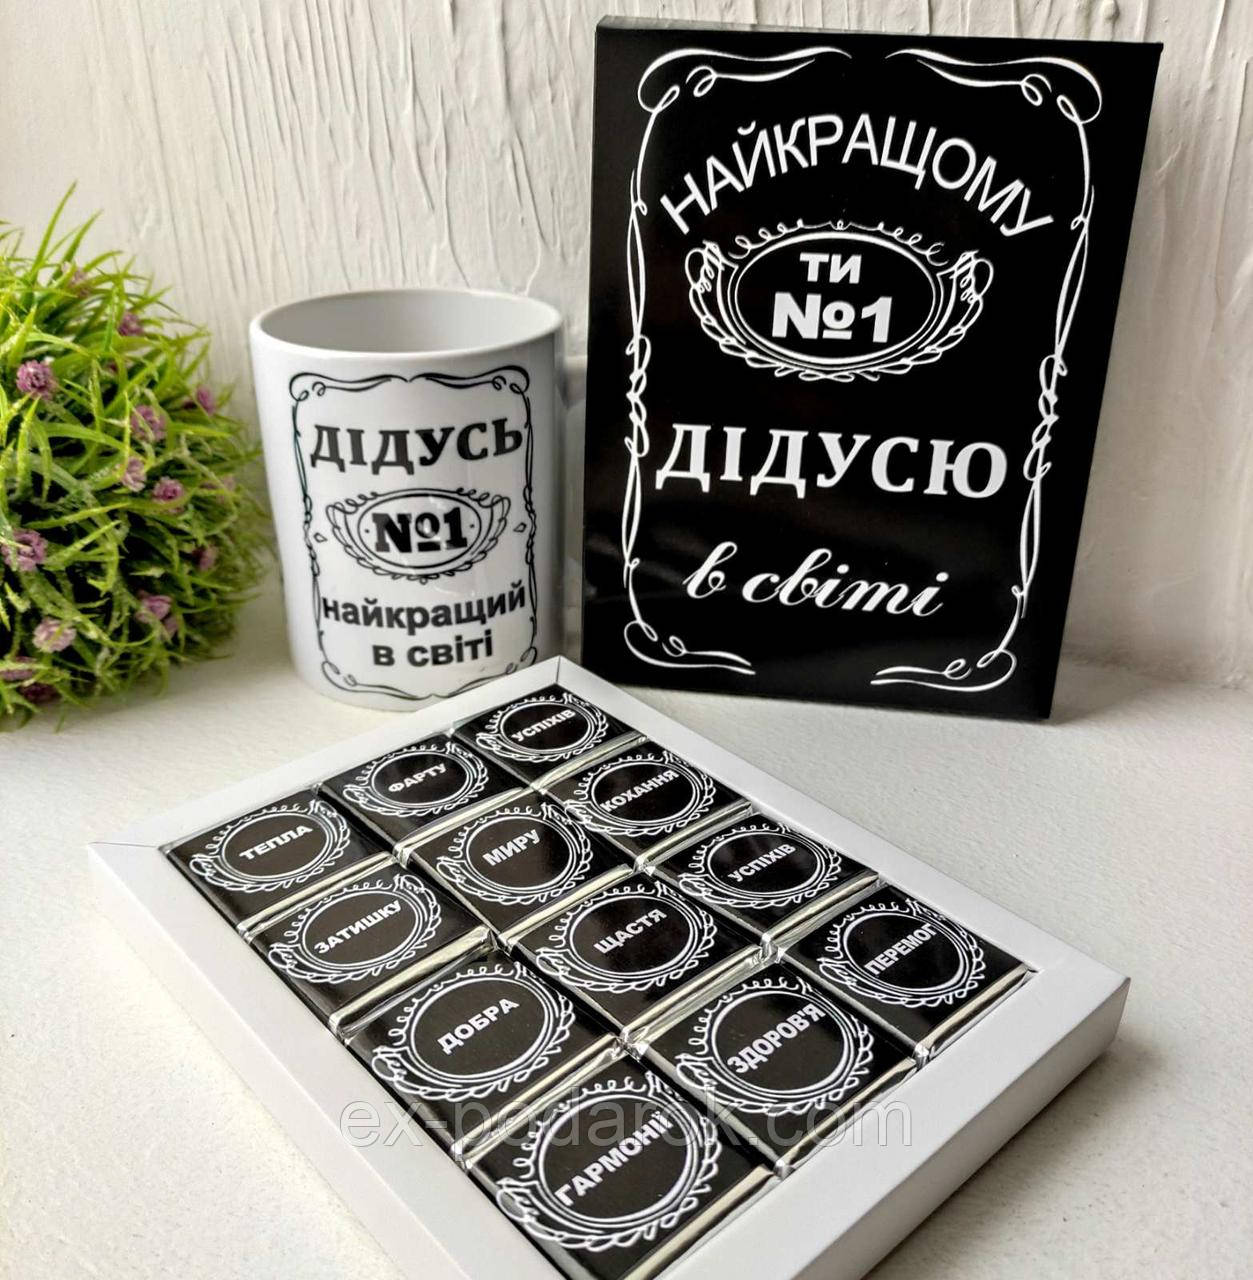 НАЙКРАЩОМУ
ТИ
№1
ДІДУСЮ
в світі
ДІДУСЬ
№1
найкращий
в світі
УСПІХІВ
ФАРТУ
КОХАННЯ
ТЕПЛА
МИРУ
УСПІХІВ
ЗАТИШКУ
ЩАСТЯ
ПЕРЕМОГ
ДОБРА
ЗДОРОВ'Я
ГАРМОНІЇ
ex-podarok.com